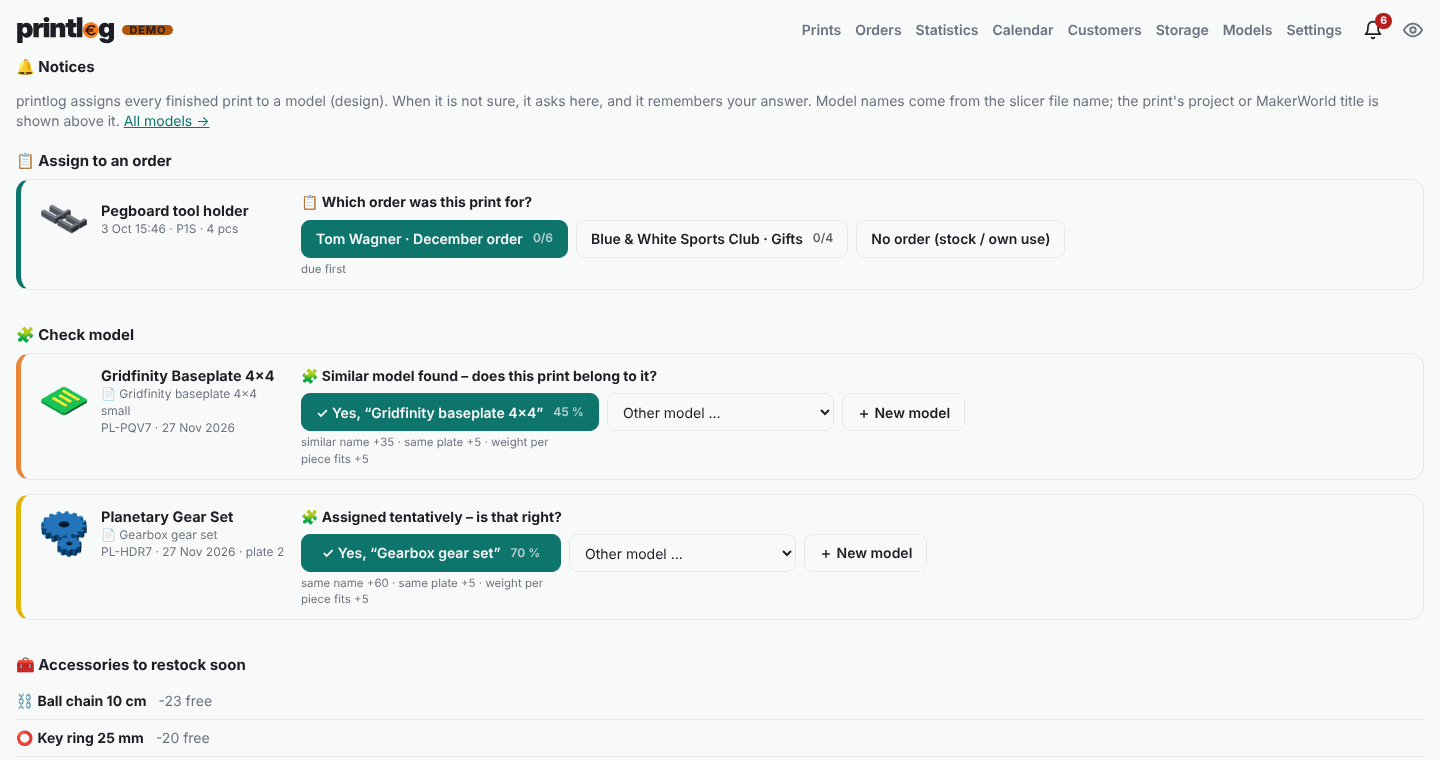 printl€g DEMO
Prints Orders Statistics Calendar Customers Storage Models Settings 6
🔔 Notices
printlog assigns every finished print to a model (design). When it is not sure, it asks here, and it remembers your answer. Model names come from the slicer file name; the print's project or MakerWorld title is
shown above it. All models →
📋 Assign to an order
Pegboard tool holder
3 Oct 15:46 · P1S · 4 pcs
📋 Which order was this print for?
Tom Wagner · December order 0/6 Blue & White Sports Club · Gifts 0/4 No order (stock / own use)
due first
🧩 Check model
Gridfinity Baseplate 4×4
📄 Gridfinity baseplate 4×4
small
PL-PQV7 · 27 Nov 2026
🧩 Similar model found – does this print belong to it?
✓ Yes, “Gridfinity baseplate 4×4” 45 % Other model ... + New model
similar name +35 · same plate +5 · weight per
piece fits +5
Planetary Gear Set
📄 Gearbox gear set
PL-HDR7 · 27 Nov 2026 · plate 2
🧩 Assigned tentatively – is that right?
✓ Yes, “Gearbox gear set” 70 % Other model ... + New model
same name +60 · same plate +5 · weight per
piece fits +5
🧰 Accessories to restock soon
⛓️ Ball chain 10 cm -23 free
⭕ Key ring 25 mm -20 free